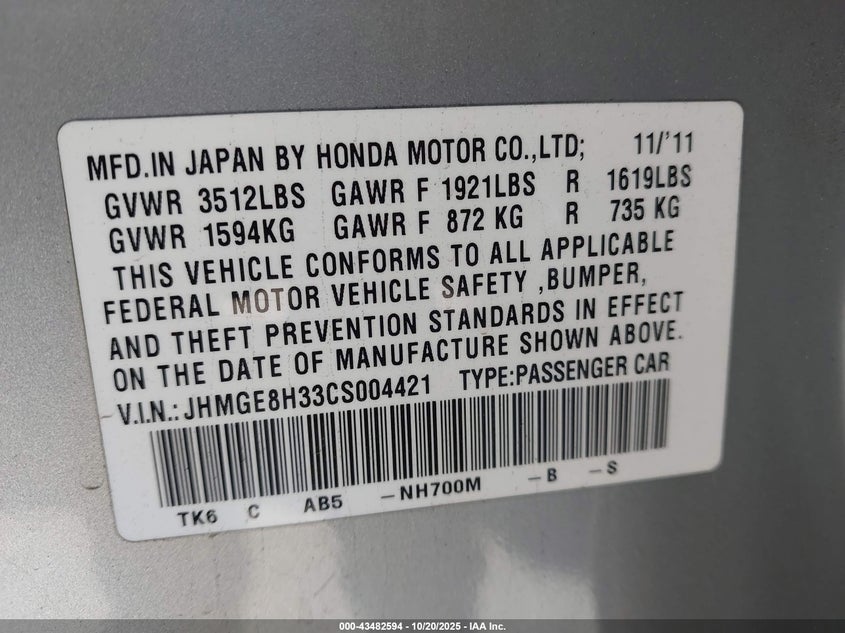 MFD.IN JAPAN BY HONDA MOTOR CO.,LTD; 11/'11
GVWR 3512LBS GAWR F 1921LBS R 1619LBS
GVWR 1594KG GAWR F 872 KG R 735 KG
THIS VEHICLE CONFORMS TO ALL APPLICABLE
FEDERAL MOTOR VEHICLE SAFETY ,BUMPER,
AND THEFT PREVENTION STANDARDS IN EFFECT
ON THE DATE OF MANUFACTURE SHOWN ABOVE.
V.I.N.:JHMGE8H33CS004421 TYPE:PASSENGER CAR
TK6 C AB5 -NH700M -B -S
000-43482594 - 10/20/2025 - IAA Inc.